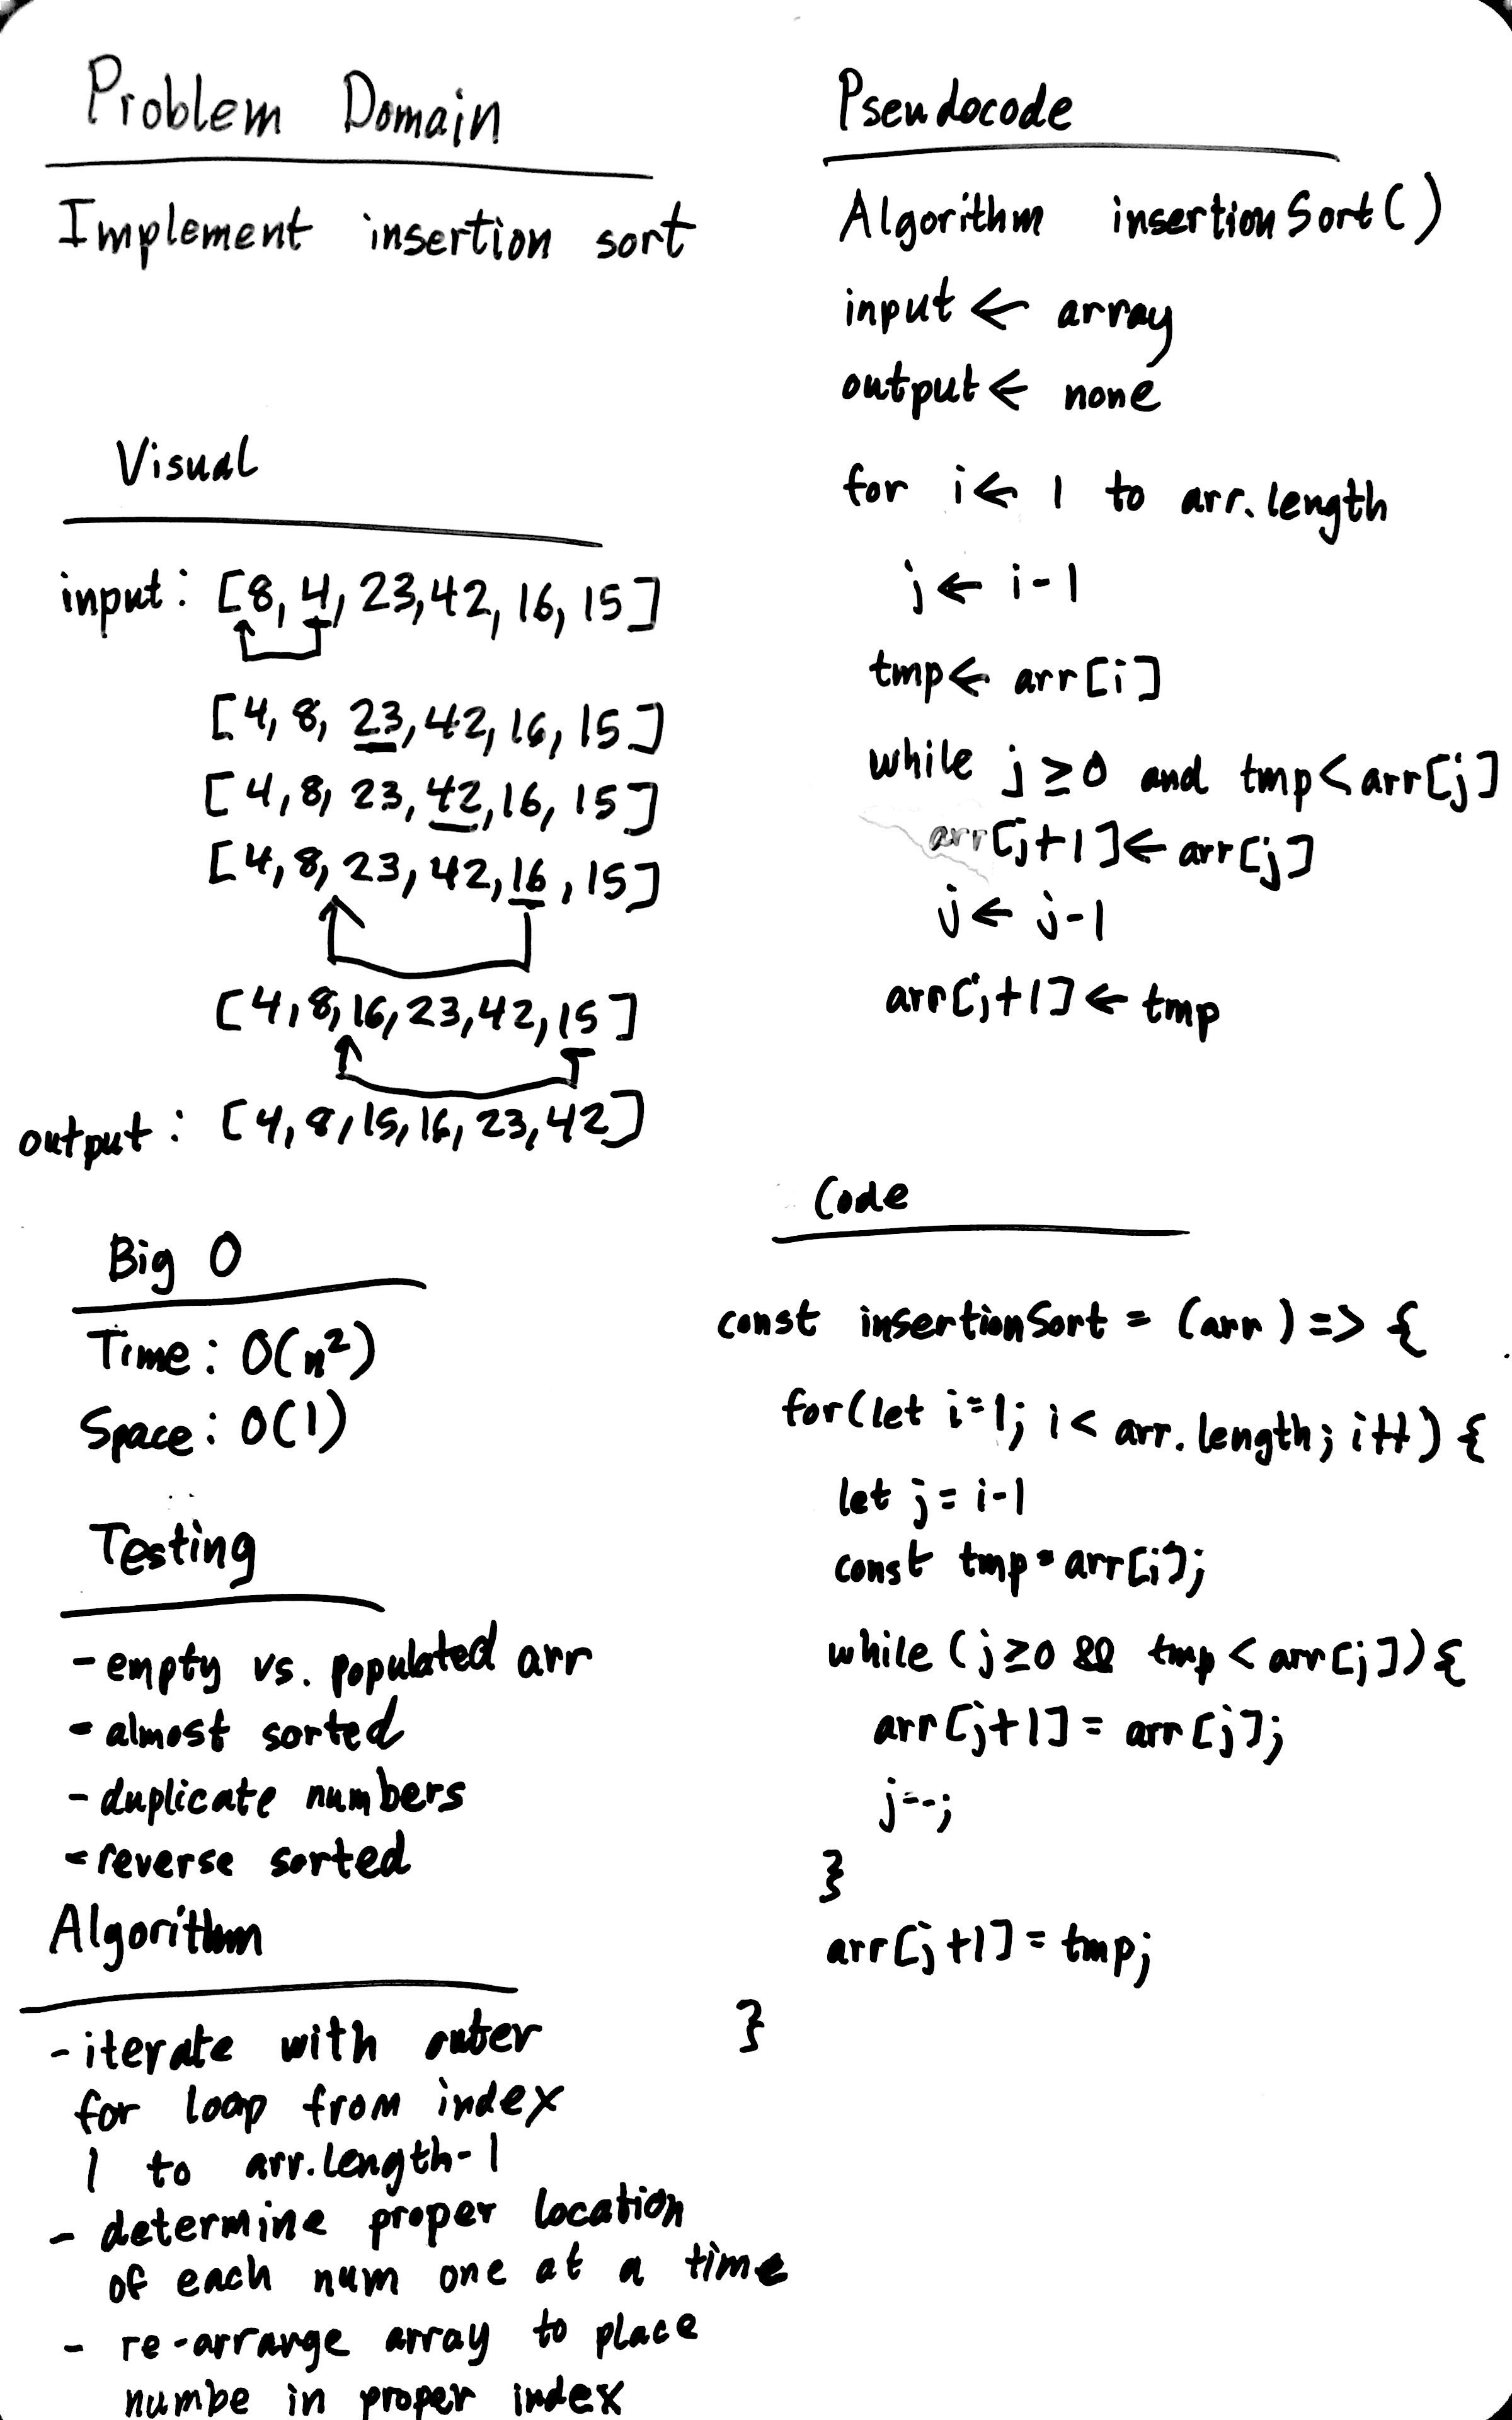 Problem Domain
Implement insertion sort
Visual
input: [8, 4, 23, 42, 16, 15]
[4, 8, 23, 42, 16, 15]
[4, 8, 23, 42, 16, 15]
[4, 8, 23, 42, 16, 15]
[4, 8, 16, 23, 42, 15]
output: [4, 8, 15, 16, 23, 42]
Big O
Time: O(n²)
Space: O(1)
Testing
- empty vs. populated arr
- almost sorted
- duplicate numbers
- reverse sorted
Algorithm
- iterate with outer
for loop from index
1 to arr.length-1
- determine proper location
of each num one at a time
- re-arrange array to place
numbe in proper index
Pseudocode
Algorithm insertionSort()
input ← array
output ← none
for i ← 1 to arr.length
j ← i-1
tmp ← arr[i]
while j ≥ 0 and tmp < arr[j]
arr[j+1] ← arr[j]
j ← j-1
arr[j+1] ← tmp
Code
const insertionSort = (arr) => {
for(let i=1; i < arr.length; i++) {
let j = i-1
const tmp = arr[i];
while (j≥0 && tmp < arr[j]){
arr[j+1] = arr[j];
j--;
}
arr[j+1] = tmp;
}